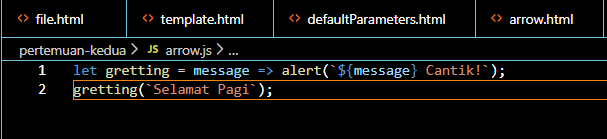 <> file.html <> template.html <> defaultParameters.html <> arrow.html
pertemuan-kedua > JS arrow.js > ...
1 let gretting = message => alert(`${message} Cantik!`);
2 gretting(`Selamat Pagi`);